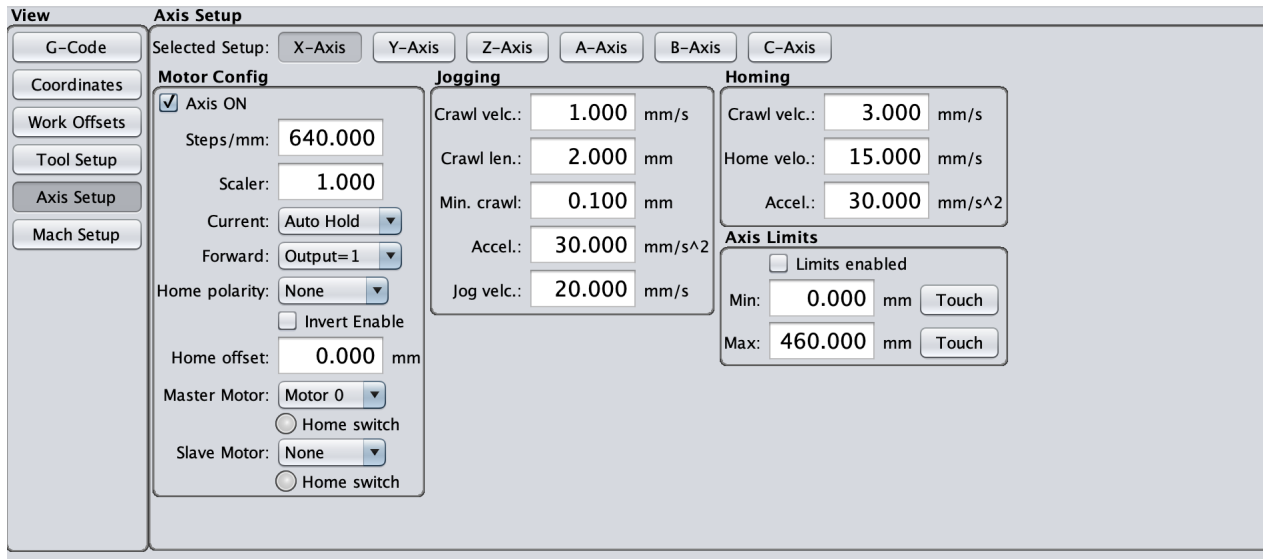 View
G-Code
Coordinates
Work Offsets
Tool Setup
Axis Setup
Mach Setup
Axis Setup
Selected Setup: X-Axis Y-Axis Z-Axis A-Axis B-Axis C-Axis
Motor Config
Axis ON
Steps/mm: 640.000
Scaler: 1.000
Current: Auto Hold
Forward: Output=1
Home polarity: None
Invert Enable
Home offset: 0.000 mm
Master Motor: Motor 0
Home switch
Slave Motor: None
Home switch
Jogging
Crawl velc.: 1.000 mm/s
Crawl len.: 2.000 mm
Min. crawl: 0.100 mm
Accel.: 30.000 mm/s^2
Jog velc.: 20.000 mm/s
Homing
Crawl velc.: 3.000 mm/s
Home velo.: 15.000 mm/s
Accel.: 30.000 mm/s^2
Axis Limits
Limits enabled
Min: 0.000 mm Touch
Max: 460.000 mm Touch